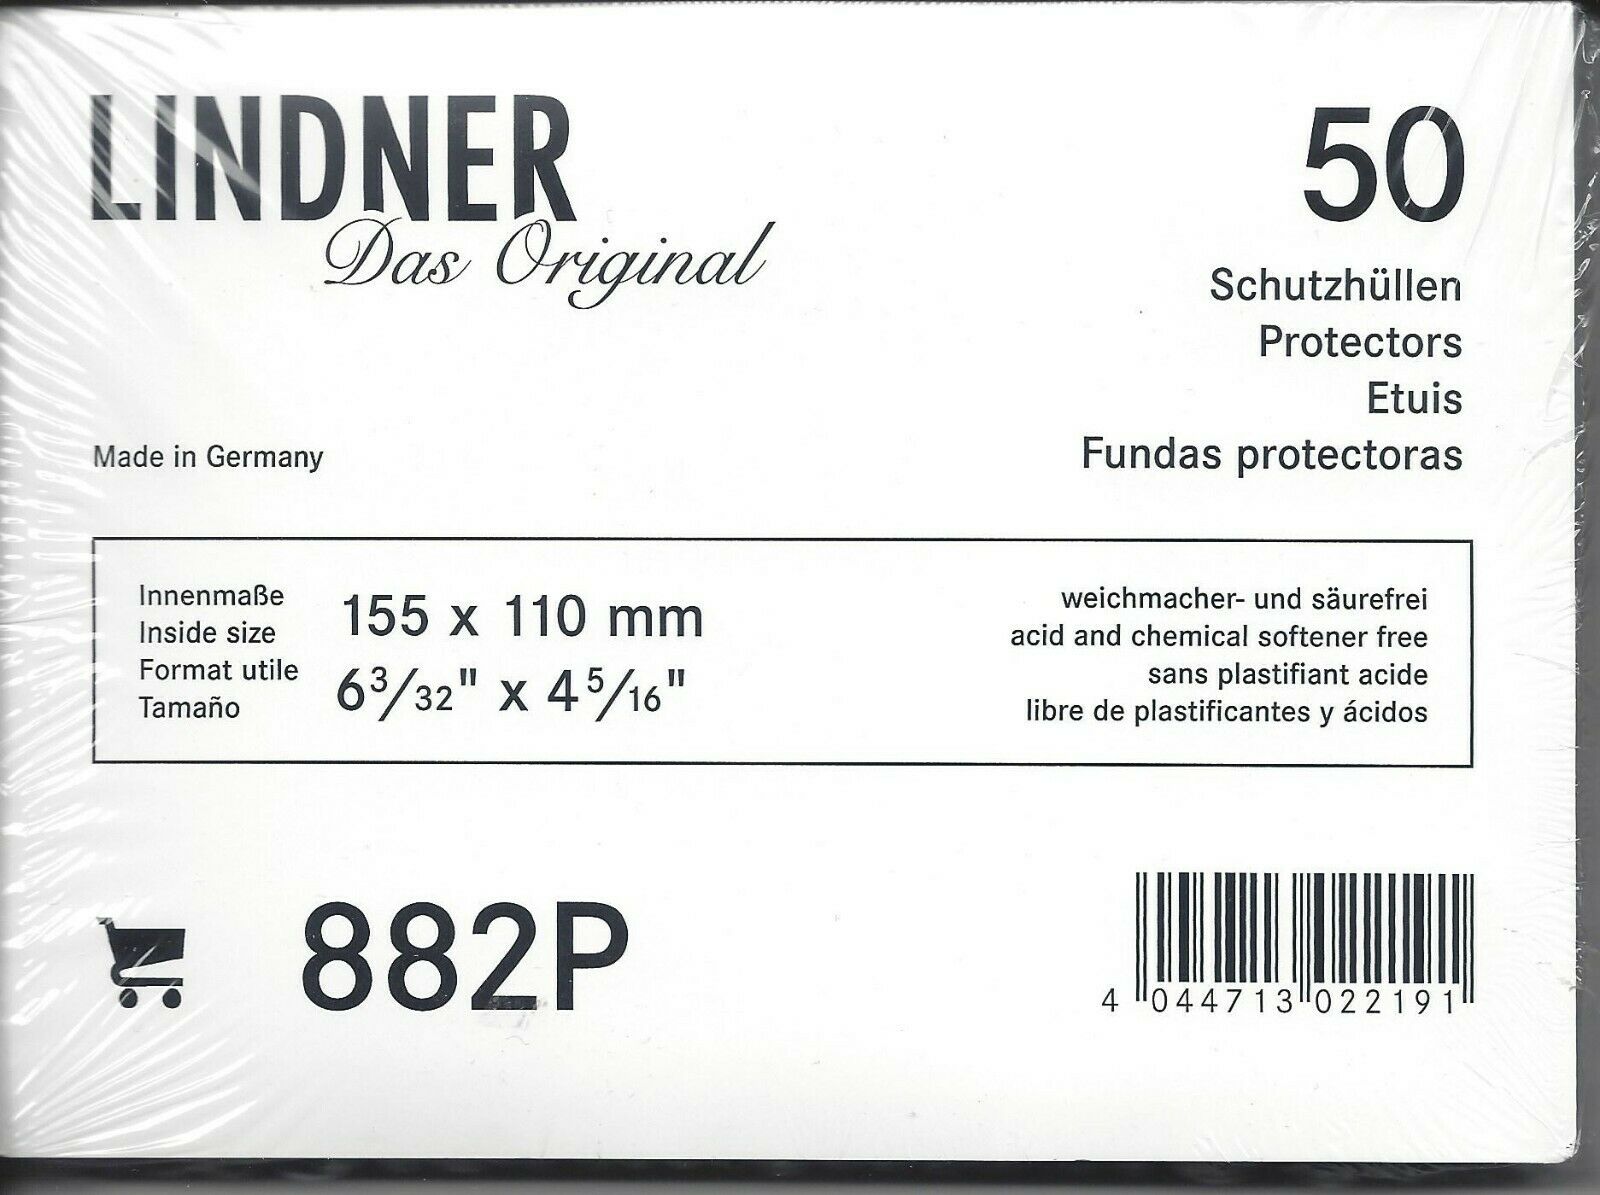 LINDNER
Das Original
50
Schutzhüllen
Protectors
Etuis
Fundas protectoras
Made in Germany
Innenmaße
Inside size
Format utile
Tamaño
155 x 110 mm
6 3/32" x 4 5/16"
weichmacher- und säurefrei
acid and chemical softener free
sans plastifiant acide
libre de plastificantes y ácidos
882P
4 044713 022191